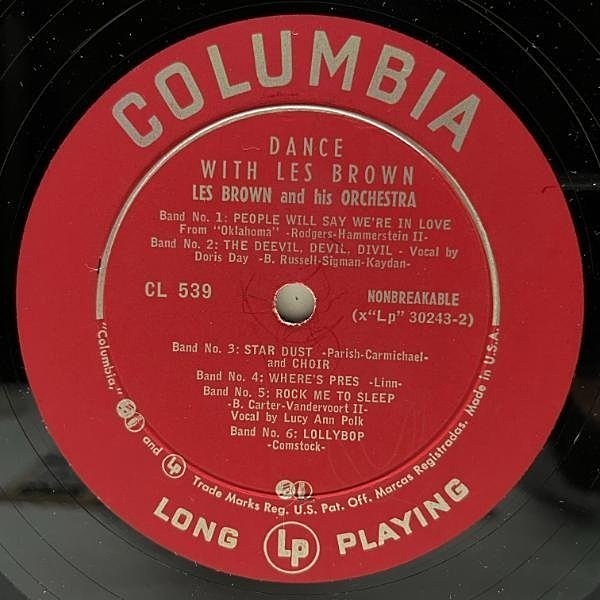 COLUMBIA
DANCE
WITH LES BROWN
LES BROWN and his ORCHESTRA
Band No. 1: PEOPLE WILL SAY WE'RE IN LOVE
From "Oklahoma" -Rodgers-Hammerstein II-
Band No. 2: THE DEEVIL, DEVIL, DIVIL - Vocal by
Doris Day -B. Russell-Sigman-Kaydan-
CL 539
NONBREAKABLE
(x"Lp" 30243-2)
Band No. 3: STAR DUST -Parish-Carmichael-
and CHOIR
Band No. 4: WHERE'S PRES -Linn-
Band No. 5: ROCK ME TO SLEEP
-B. Carter-Vandervoort II-
Vocal by Lucy Ann Polk
Band No. 6: LOLLYBOP
-Comstock-
"Columbia," and Lp Trade Marks Reg. U.S. Pat. Off. Marcas Registradas. Made in U.S.A.
LONG Lp PLAYING